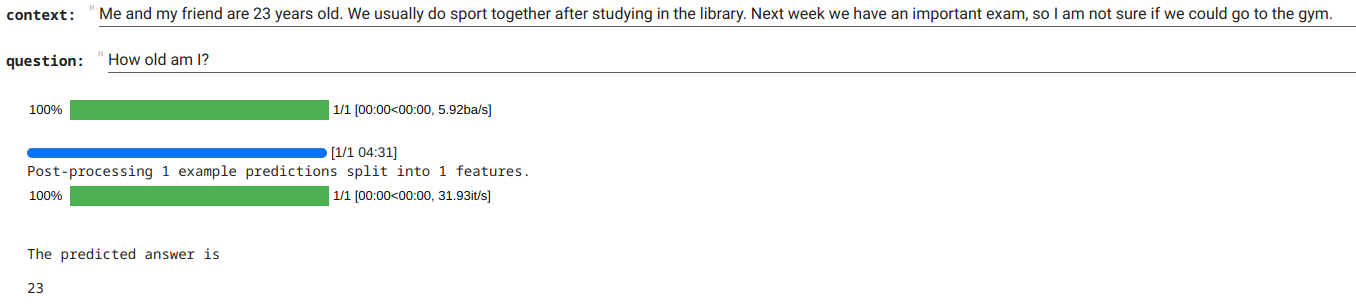 context: " Me and my friend are 23 years old. We usually do sport together after studying in the library. Next week we have an important exam, so I am not sure if we could go to the gym.
question: " How old am I?
100% 1/1 [00:00<00:00, 5.92ba/s]
[1/1 04:31]
Post-processing 1 example predictions split into 1 features.
100% 1/1 [00:00<00:00, 31.93it/s]
The predicted answer is
23